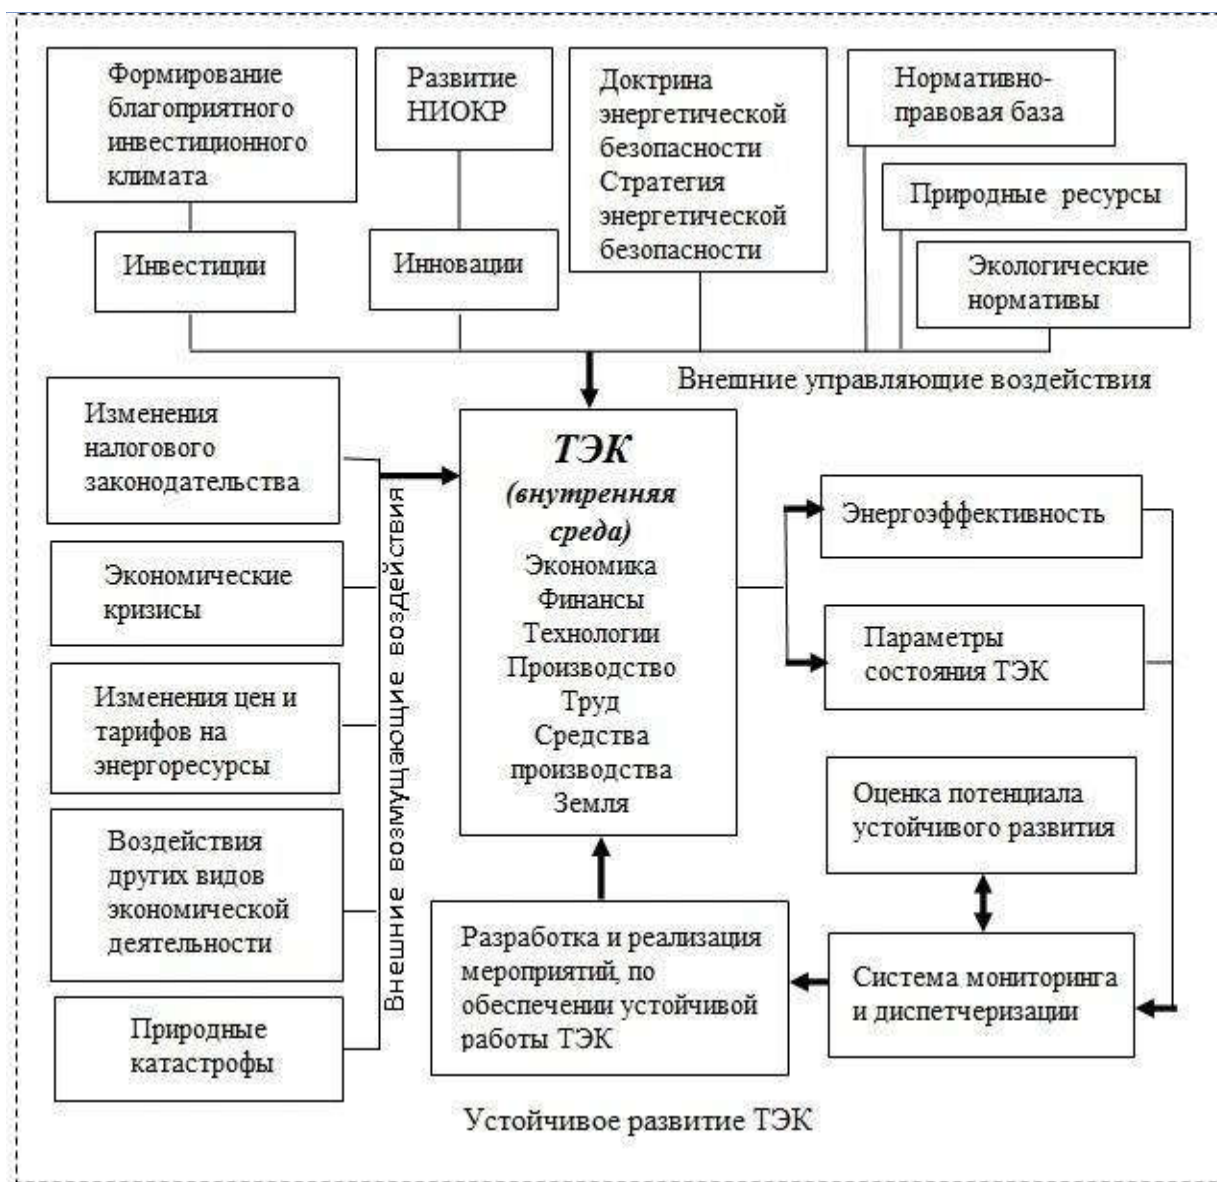 Формирование
благоприятного
инвестиционного
климата
Развитие
НИОКР
Доктрина
энергетической
безопасности
Стратегия
энергетической
безопасности
Нормативно-
правовая база
Природные ресурсы
Экологические
нормативы
Инвестиции
Инновации
Внешние управляющие воздействия
Изменения
налогового
законодательства
Экономические
кризисы
Изменения цен и
тарифов на
энергоресурсы
Воздействия
других видов
экономической
деятельности
Природные
катастрофы
Внешние возмущающие воздействия
ТЭК
(внутренняя
среда)
Экономика
Финансы
Технологии
Производство
Труд
Средства
производства
Земля
Энергоэффективность
Параметры
состояния ТЭК
Оценка потенциала
устойчивого развития
Система мониторинга
и диспетчеризации
Разработка и реализация
мероприятий, по
обеспечении устойчивой
работы ТЭК
Устойчивое развитие ТЭК